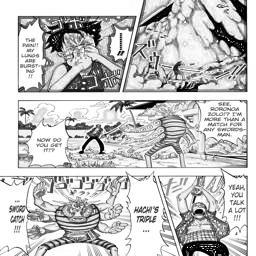 THE
PAIN!! MY
LUNGS
ARE
BURST-
ING
!!
SEE,
RORONOA
ZOLO!?
I'M MORE
THAN A
MATCH FOR
ANY SWORDS-
MAN.
NOW SO
YOU GET
IT!?
YEAH,
YOU
TALK A
LOT!!!
HACHI'S
TRIPLE
SWORD
CATCH
!!!